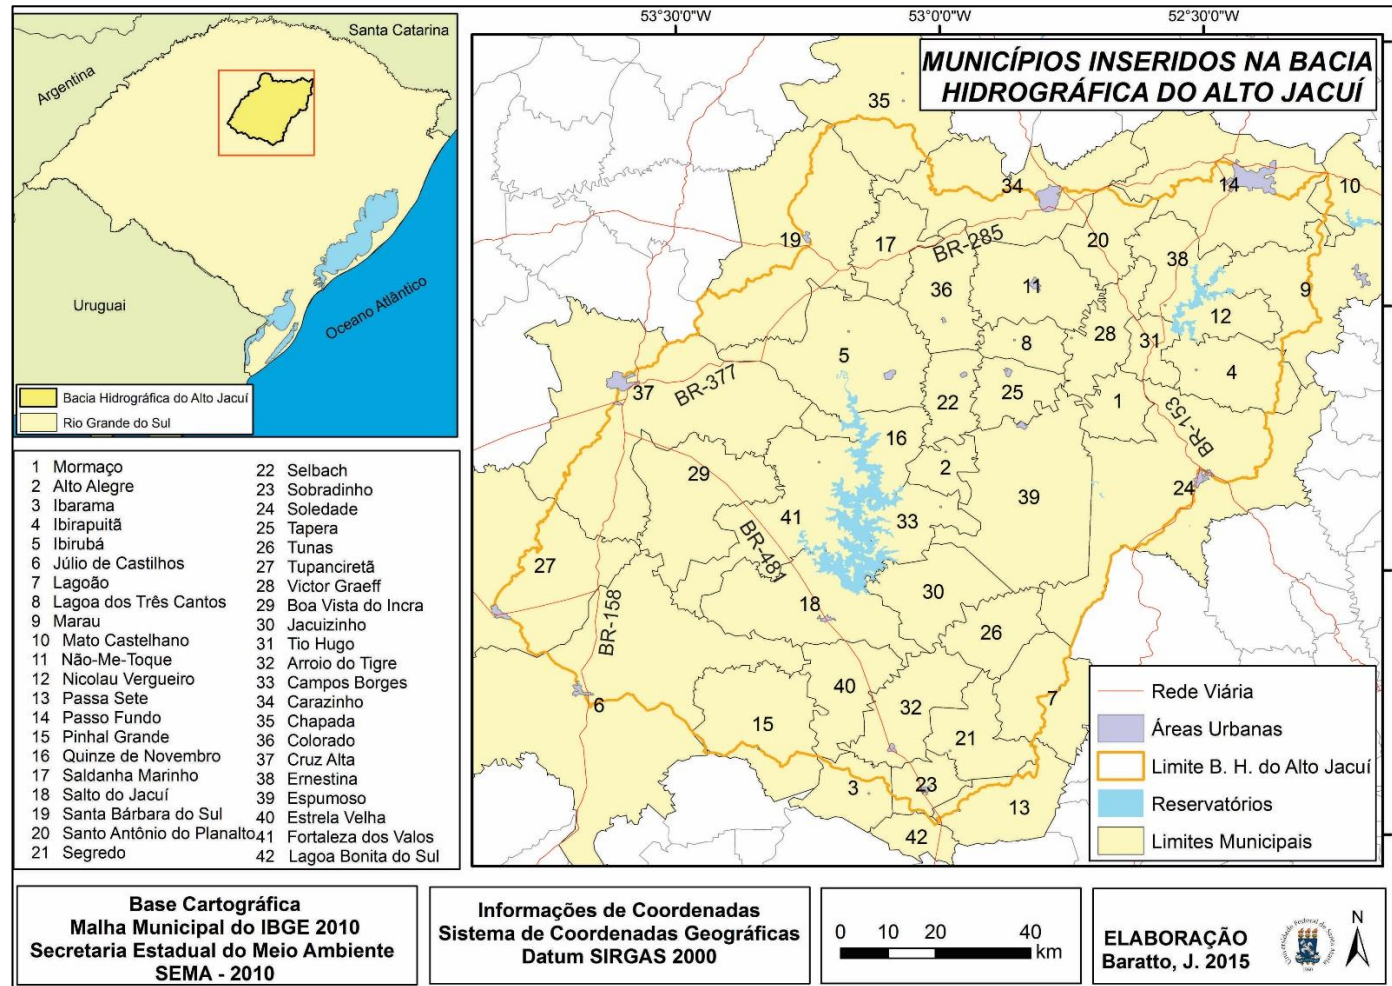 53°30'0"W
53°0'0"W
52°30'0"W
Santa Catarina
Argentina
Uruguai
Oceano Atlântico
Bacia Hidrográfica do Alto Jacuí
Rio Grande do Sul
MUNICÍPIOS INSERIDOS NA BACIA
HIDROGRÁFICA DO ALTO JACUÍ
35
34
14
10
19
17
BR-285
20
38
36
11
9
12
5
8
28
31
37
BR-377
25
4
22
1
16
BR-153
29
2
24
39
41
33
BR-481
27
30
18
BR-158
26
40
7
6
32
15
21
3
23
13
42
1 Mormaço
2 Alto Alegre
3 Ibarama
4 Ibirapuitã
5 Ibirubá
6 Júlio de Castilhos
7 Lagoão
8 Lagoa dos Três Cantos
9 Marau
10 Mato Castelhano
11 Não-Me-Toque
12 Nicolau Vergueiro
13 Passa Sete
14 Passo Fundo
15 Pinhal Grande
16 Quinze de Novembro
17 Saldanha Marinho
18 Salto do Jacuí
19 Santa Bárbara do Sul
20 Santo Antônio do Planalto
21 Segredo
22 Selbach
23 Sobradinho
24 Soledade
25 Tapera
26 Tunas
27 Tupanciretã
28 Victor Graeff
29 Boa Vista do Incra
30 Jacuizinho
31 Tio Hugo
32 Arroio do Tigre
33 Campos Borges
34 Carazinho
35 Chapada
36 Colorado
37 Cruz Alta
38 Ernestina
39 Espumoso
40 Estrela Velha
41 Fortaleza dos Valos
42 Lagoa Bonita do Sul
Rede Viária
Áreas Urbanas
Limite B. H. do Alto Jacuí
Reservatórios
Limites Municipais
Base Cartográfica
Malha Municipal do IBGE 2010
Secretaria Estadual do Meio Ambiente
SEMA - 2010
Informações de Coordenadas
Sistema de Coordenadas Geográficas
Datum SIRGAS 2000
0 10 20 40
km
ELABORAÇÃO
Baratto, J. 2015
Universidade Federal de Santa Maria
1960
N